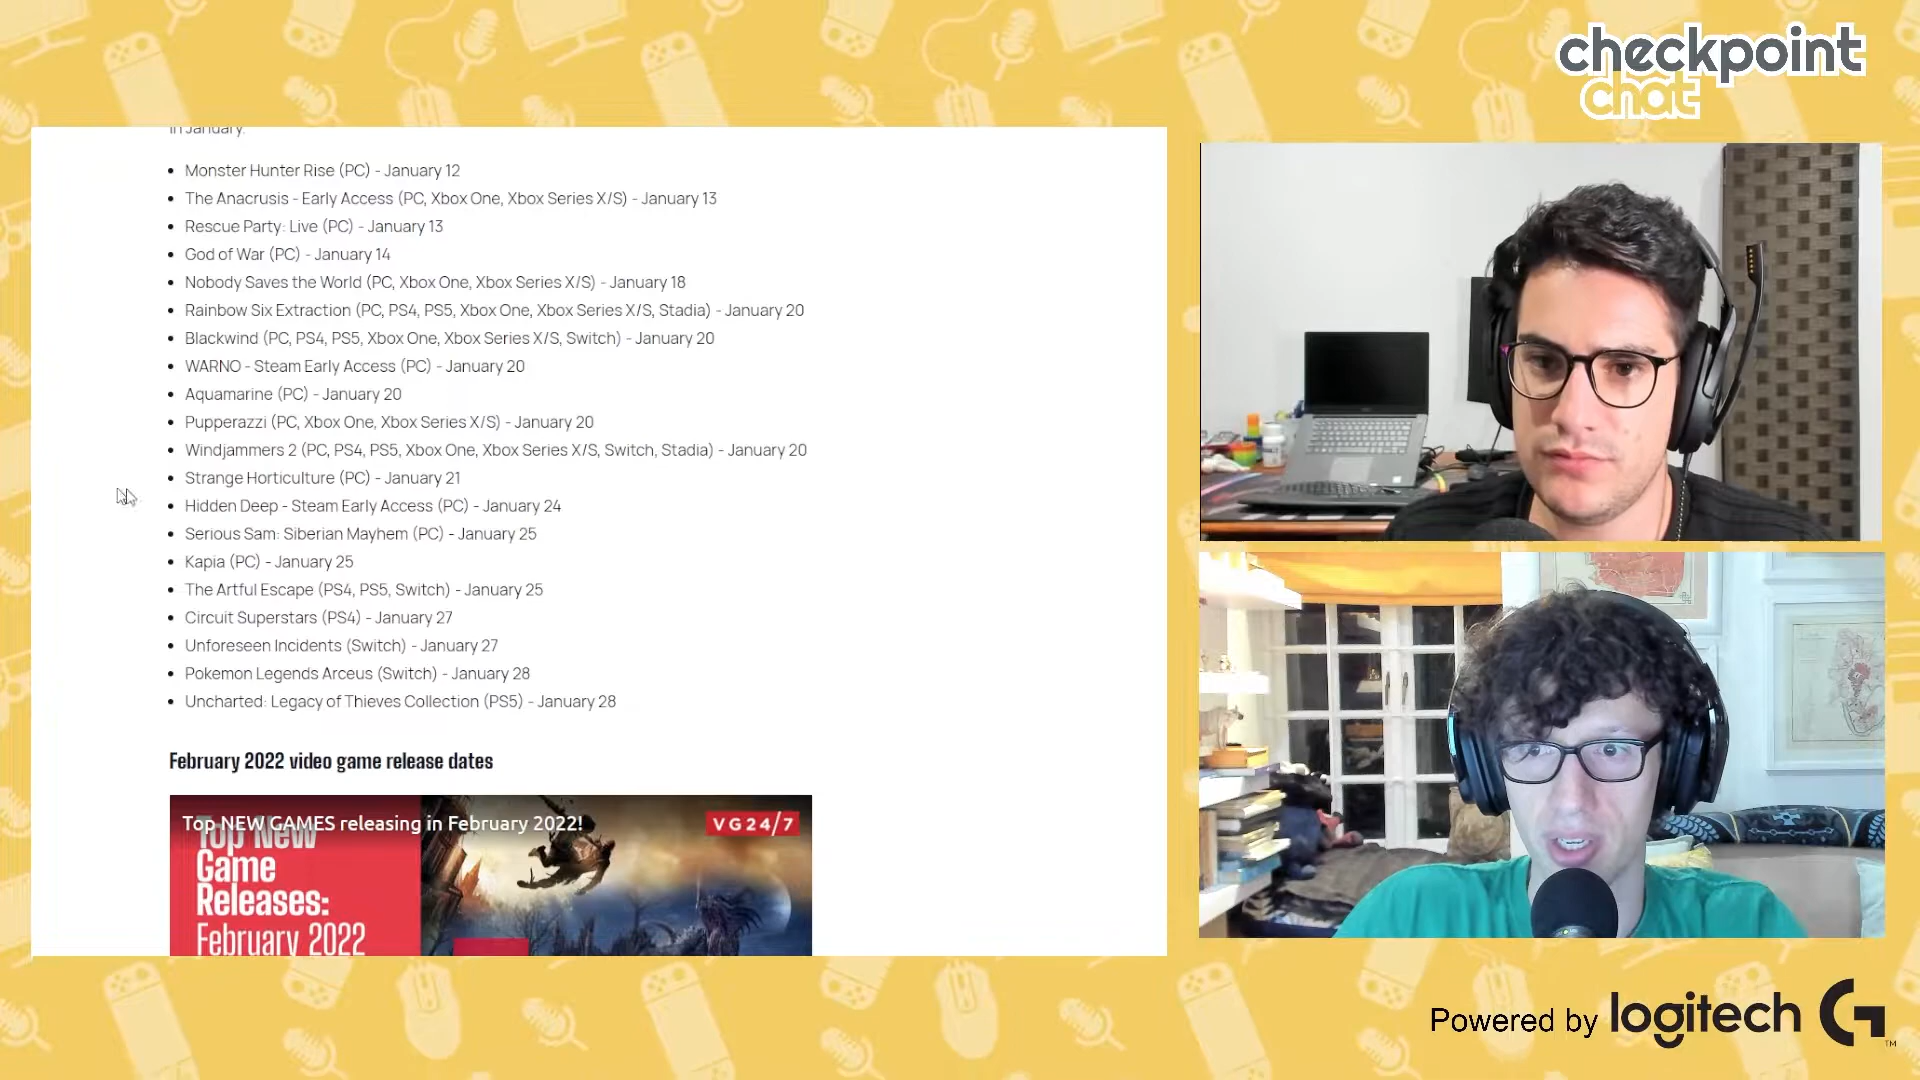 checkpoint
chat
in January.
Monster Hunter Rise (PC) - January 12
The Anacrusis - Early Access (PC, Xbox One, Xbox Series X/S) - January 13
Rescue Party: Live (PC) - January 13
God of War (PC) - January 14
Nobody Saves the World (PC, Xbox One, Xbox Series X/S) - January 18
Rainbow Six Extraction (PC, PS4, PS5, Xbox One, Xbox Series X/S, Stadia) - January 20
Blackwind (PC, PS4, PS5, Xbox One, Xbox Series X/S, Switch) - January 20
WARNO - Steam Early Access (PC) - January 20
Aquamarine (PC) - January 20
Pupperazzi (PC, Xbox One, Xbox Series X/S) - January 20
Windjammers 2 (PC, PS4, PS5, Xbox One, Xbox Series X/S, Switch, Stadia) - January 20
Strange Horticulture (PC) - January 21
Hidden Deep - Steam Early Access (PC) - January 24
Serious Sam: Siberian Mayhem (PC) - January 25
Kapia (PC) - January 25
The Artful Escape (PS4, PS5, Switch) - January 25
Circuit Superstars (PS4) - January 27
Unforeseen Incidents (Switch) - January 27
Pokemon Legends Arceus (Switch) - January 28
Uncharted: Legacy of Thieves Collection (PS5) - January 28
February 2022 video game release dates
Top NEW GAMES releasing in February 2022!
VG24/7
Top New
Game
Releases:
February 2022
Powered by logitech G
TM